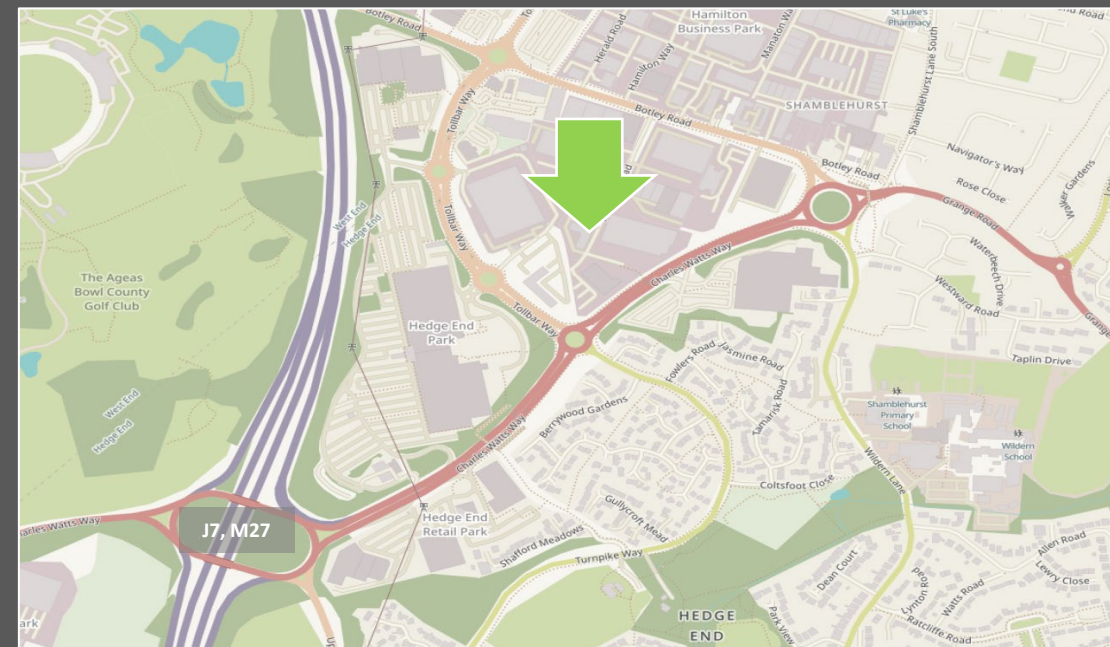 Botley Road
Hamilton
Business Park
Herald Road
Hamilton Way
Manaton Way
St Luke's
Pharmacy
Shamblehurst Lane South
SHAMBLEHURST
Tollbar Way
Botley Road
Botley Road
Navigator's Way
Rose Close
Walker Gardens
Grange Road
Tollbar Way
West End
Hedge End
The Ageas
Bowl County
Golf Club
Charles Watts Way
Waterbeech Drive
Westward Road
Grange
Tollbar Way
Hedge End
Park
Taplin Drive
Fowlers Road
Jasmine Road
Tamarisk Road
Berrywood Gardens
Shamblehurst
Primary
School
Wildern
School
West End
Hedge End
Charles Watts Way
Wildern Lane
Coltsfoot Close
Gullycroft Mead
Charles Watts Way
J7, M27
Hedge End
Retail Park
Shafford Meadows
Turnpike Way
Allen Road
Lewry Close
Dean Court
Lynton Road
Watts Road
Ratcliffe Road
Park View
HEDGE
END